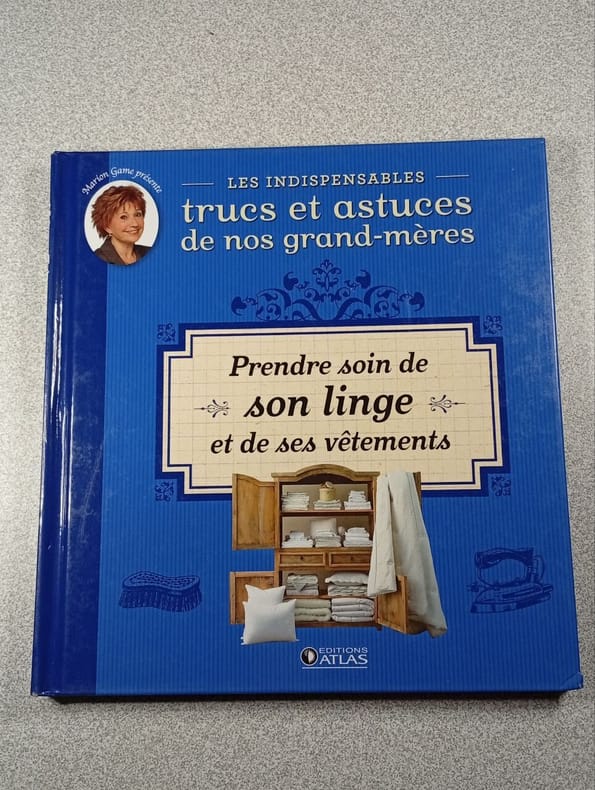 Marion Game présente
LES INDISPENSABLES
trucs et astuces
de nos grand-mères
Prendre soin de
son linge
et de ses vêtements
EDITIONS
ATLAS